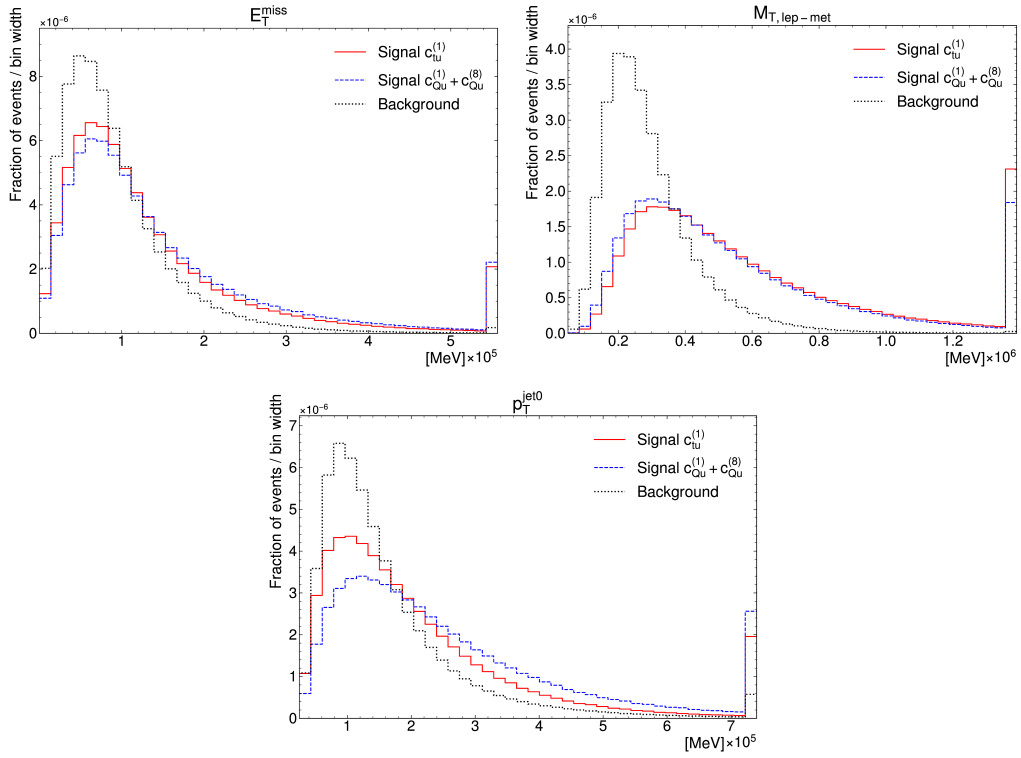 E_T^miss
×10^−6
Fraction of events / bin width
Signal c_tu^(1)
Signal c_Qu^(1) + c_Qu^(8)
Background
8
6
4
2
0
1 2 3 4 5
[MeV]×10^5
M_T, lep−met
×10^−6
Fraction of events / bin width
Signal c_tu^(1)
Signal c_Qu^(1) + c_Qu^(8)
Background
4.0
3.5
3.0
2.5
2.0
1.5
1.0
0.5
0.0
0.2 0.4 0.6 0.8 1.0 1.2
[MeV]×10^6
p_T^jet0
×10^−6
Fraction of events / bin width
Signal c_tu^(1)
Signal c_Qu^(1) + c_Qu^(8)
Background
7
6
5
4
3
2
1
0
1 2 3 4 5 6 7
[MeV]×10^5